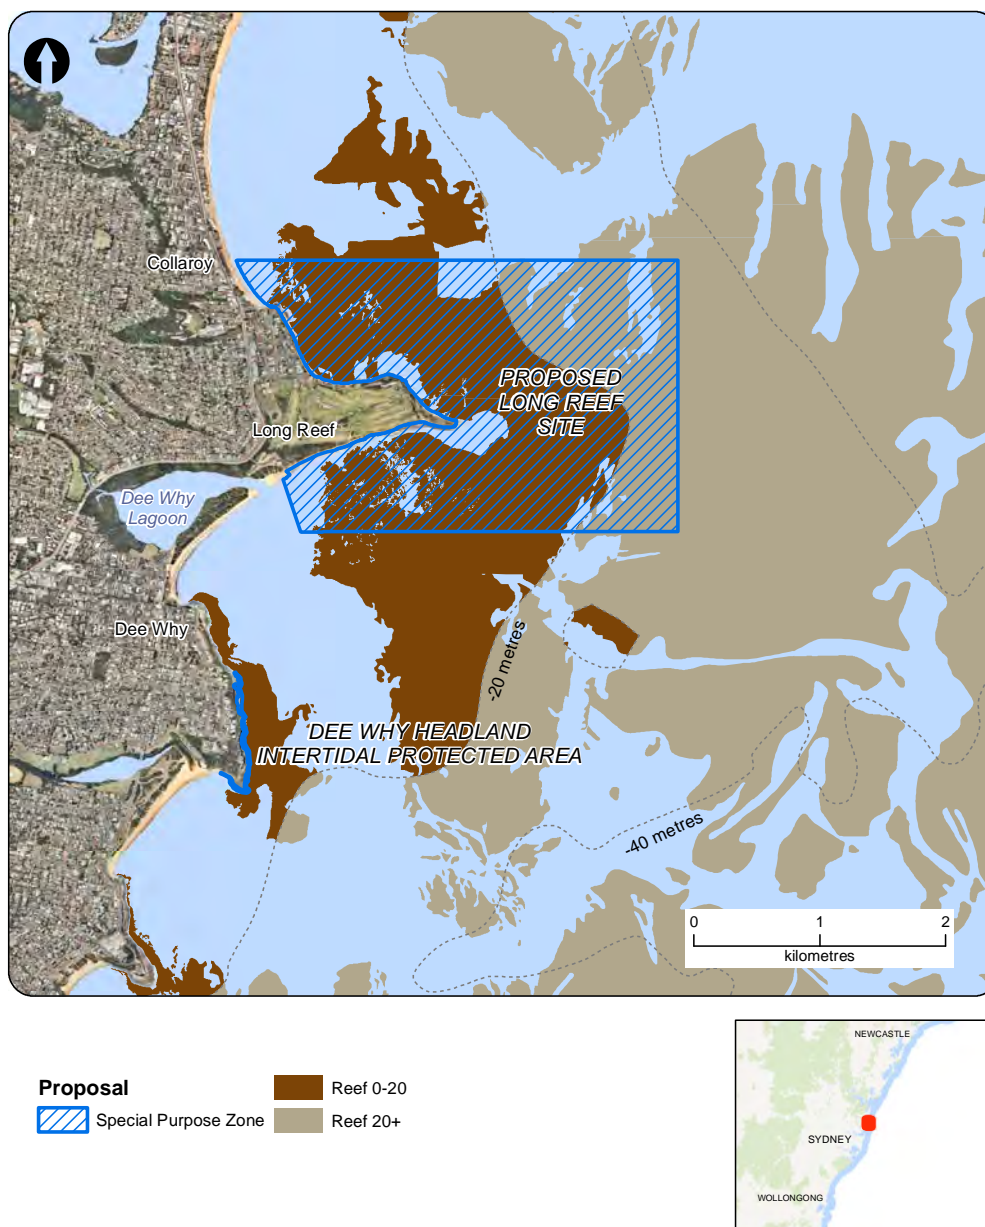 Collaroy
PROPOSED
LONG REEF
SITE
Long Reef
Dee Why
Lagoon
Dee Why
-20 metres
DEE WHY HEADLAND
INTERTIDAL PROTECTED AREA
-40 metres
0 1 2
kilometres
NEWCASTLE
SYDNEY
WOLLONGONG
Proposal
Special Purpose Zone
Reef 0-20
Reef 20+